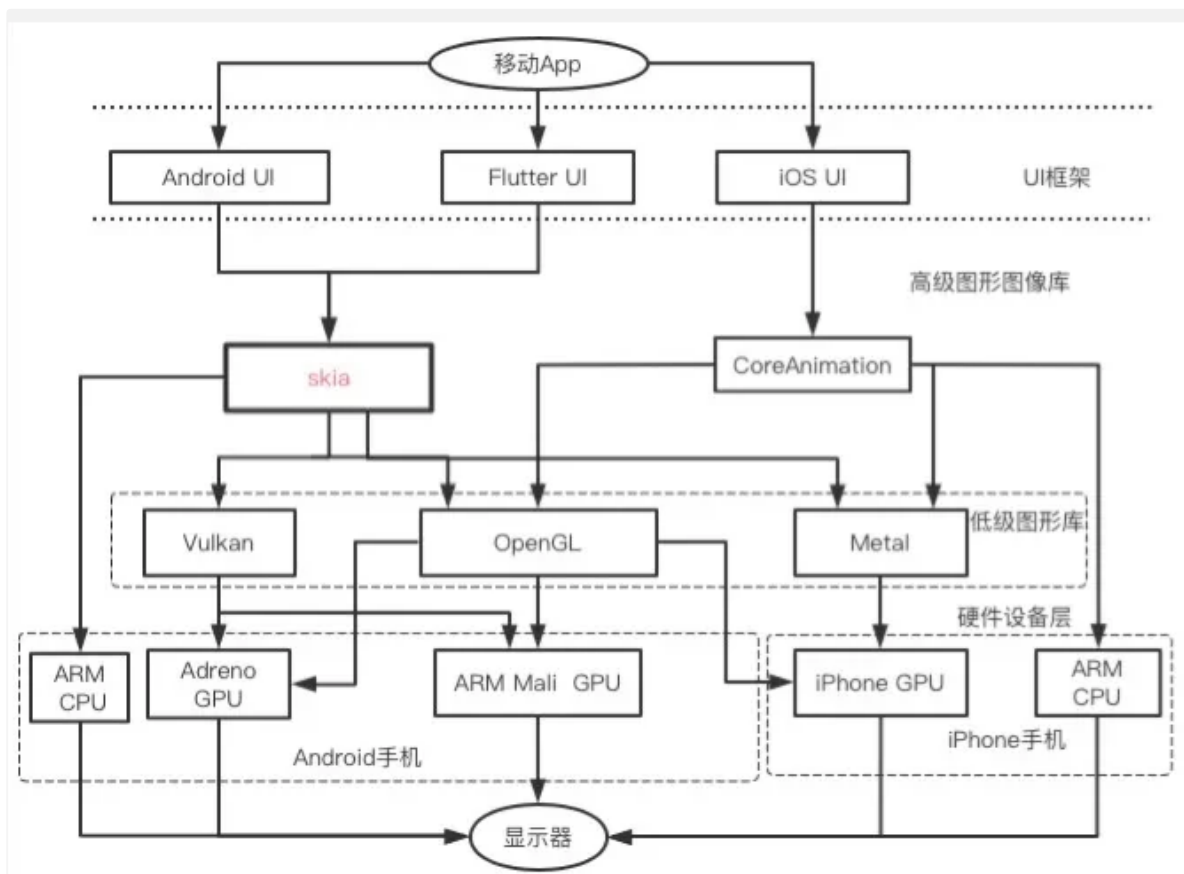 移动App
Android UI
Flutter UI
iOS UI
UI框架
高级图形图像库
skia
CoreAnimation
低级图形库
Vulkan
OpenGL
Metal
硬件设备层
ARM
CPU
Adreno
GPU
ARM Mali GPU
iPhone GPU
ARM
CPU
Android手机
iPhone手机
显示器